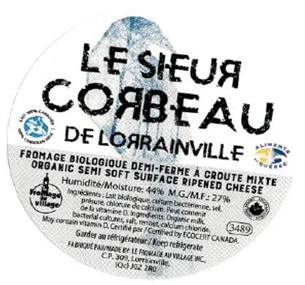 LE SIEUR
CORBEAU
DE LORRAINVILLE
ALIMENTS
QUÉBEC
FROMAGE BIOLOGIQUE DEMI-FERME À CROUTE MIXTE
ORGANIC SEMI SOFT SURFACE RIPENED CHEESE
Humidité/Moisture: 44% M.G./M.F.: 27%
Ingrédients: Lait biologique, culture bactérienne, sel,
présure, chlorure de calcium. Peut contenir
de la vitamine D. Ingredients: Organic milk,
bacterial cultures, salt, rennet, calcium chloride.
May contain vitamin D. Certifié par / Certified by ECOCERT CANADA.
Fromage
au
village
3489
Garder au réfrigérateur / Keep refrigerate
FABRIQUÉ PAR/MADE BY: LE FROMAGE AU VILLAGE INC.
C.P. 309, Lorrainville,
(Qc) J0Z 2R0